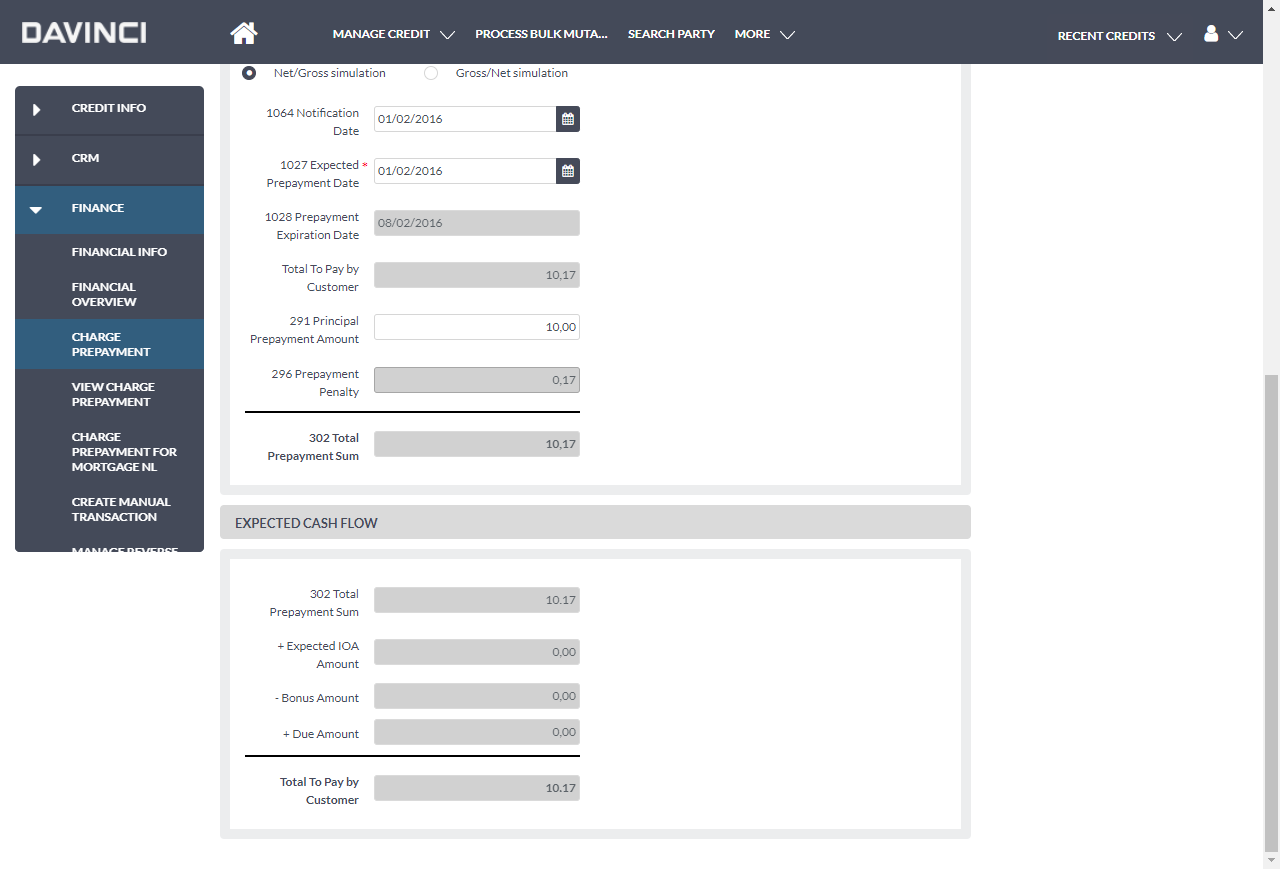 DAVINCI
MANAGE CREDIT
PROCESS BULK MUTA...
SEARCH PARTY
MORE
RECENT CREDITS
CREDIT INFO
CRM
FINANCE
FINANCIAL INFO
FINANCIAL
OVERVIEW
CHARGE
PREPAYMENT
VIEW CHARGE
PREPAYMENT
CHARGE
PREPAYMENT FOR
MORTGAGE NL
CREATE MANUAL
TRANSACTION
MANAGE REVERSE
Net/Gross simulation
Gross/Net simulation
1064 Notification
Date
01/02/2016
1027 Expected *
Prepayment Date
01/02/2016
1028 Prepayment
Expiration Date
08/02/2016
Total To Pay by
Customer
10,17
291 Principal
Prepayment Amount
10,00
296 Prepayment
Penalty
0,17
302 Total
Prepayment Sum
10,17
EXPECTED CASH FLOW
302 Total
Prepayment Sum
10.17
+ Expected IOA
Amount
0,00
- Bonus Amount
0,00
+ Due Amount
0,00
Total To Pay by
Customer
10.17